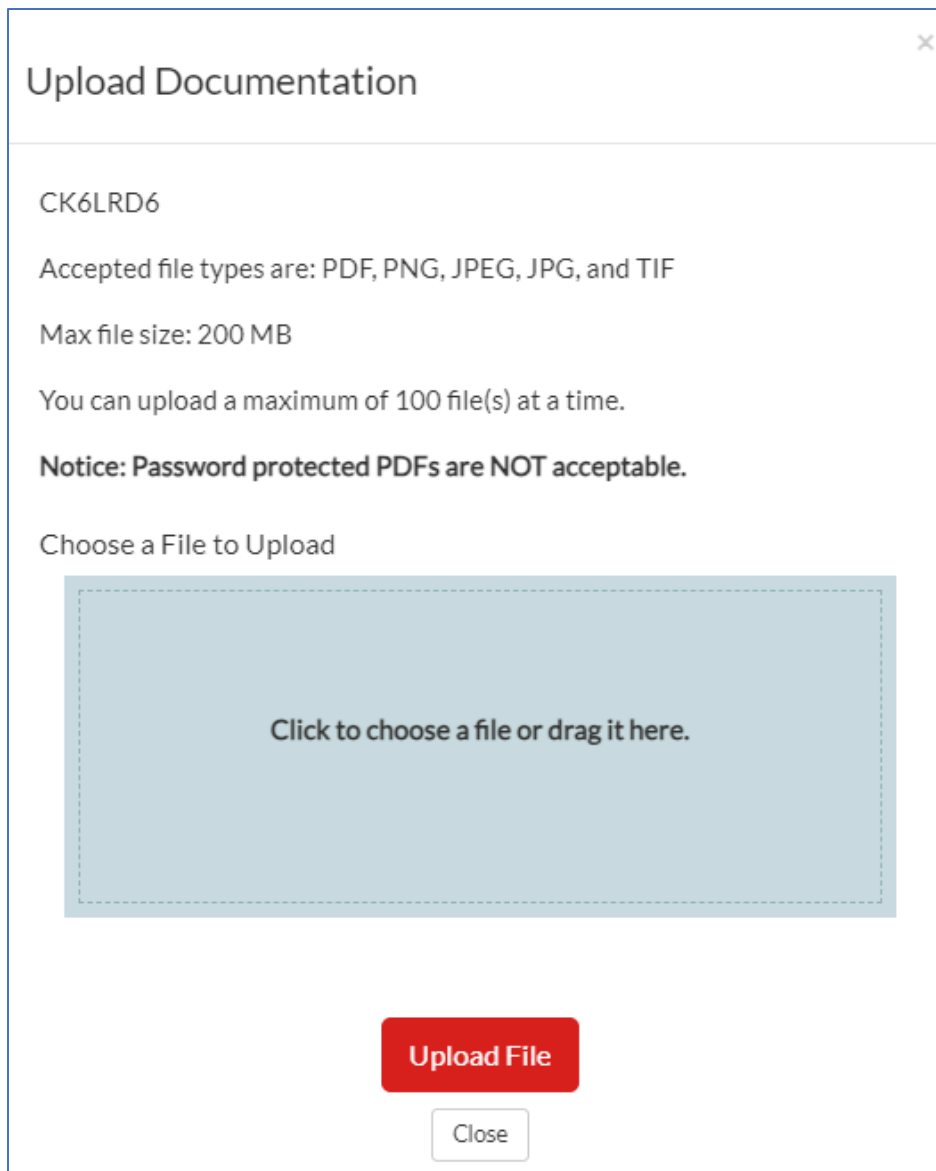 ×
Upload Documentation
CK6LRD6
Accepted file types are: PDF, PNG, JPEG, JPG, and TIF
Max file size: 200 MB
You can upload a maximum of 100 file(s) at a time.
Notice: Password protected PDFs are NOT acceptable.
Choose a File to Upload
Click to choose a file or drag it here.
Upload File
Close